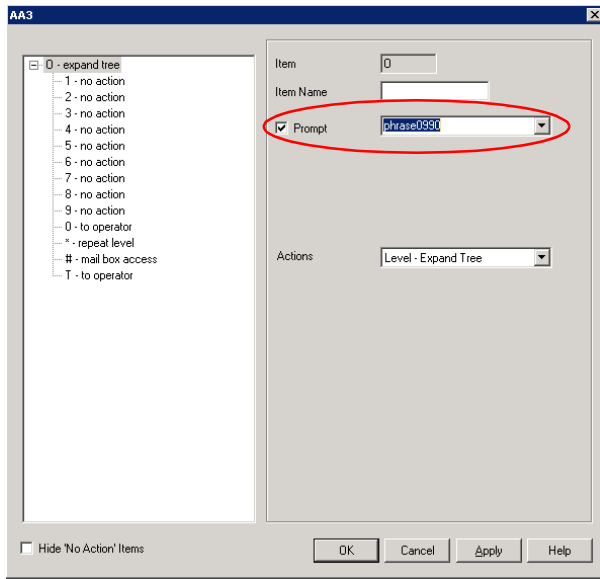 AA3
O - expand tree
1 - no action
2 - no action
3 - no action
4 - no action
5 - no action
6 - no action
7 - no action
8 - no action
9 - no action
0 - to operator
* - repeat level
# - mail box access
T - to operator
Item O
Item Name
Prompt phrase0990
Actions Level - Expand Tree
Hide 'No Action' Items
OK Cancel Apply Help